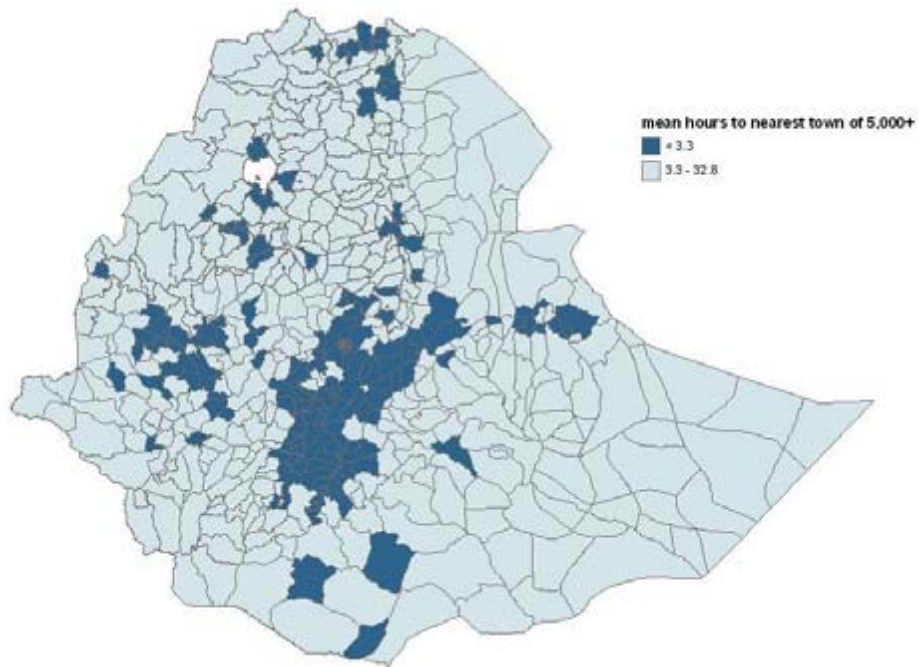 mean hours to nearest town of 5,000+
< 3.3
3.3 - 32.8